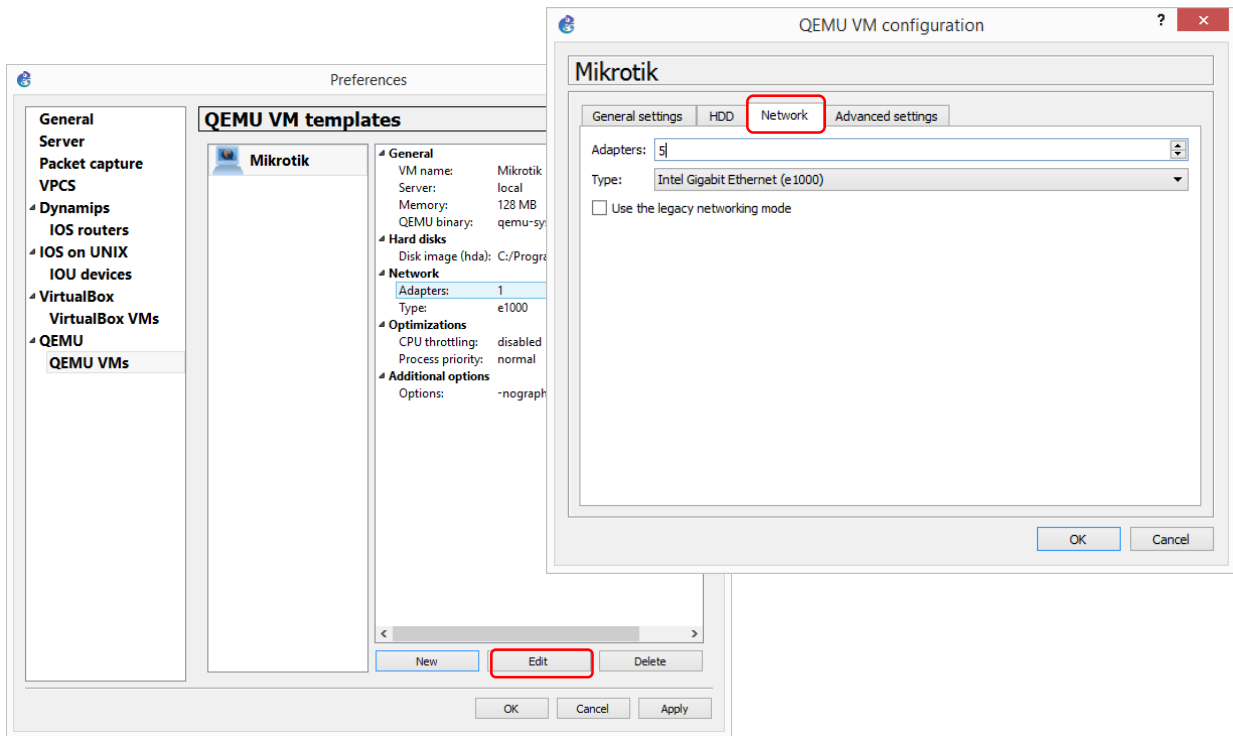 Preferences
General
Server
Packet capture
VPCS
Dynamips
IOS routers
IOS on UNIX
IOU devices
VirtualBox
VirtualBox VMs
QEMU
QEMU VMs
QEMU VM templates
Mikrotik
General
VM name: Mikrotik
Server: local
Memory: 128 MB
QEMU binary: qemu-sy
Hard disks
Disk image (hda): C:/Progra
Network
Adapters: 1
Type: e1000
Optimizations
CPU throttling: disabled
Process priority: normal
Additional options
Options: -nograph
New Edit Delete
OK Cancel Apply
QEMU VM configuration
Mikrotik
General settings HDD Network Advanced settings
Adapters: 5
Type: Intel Gigabit Ethernet (e1000)
Use the legacy networking mode
OK Cancel